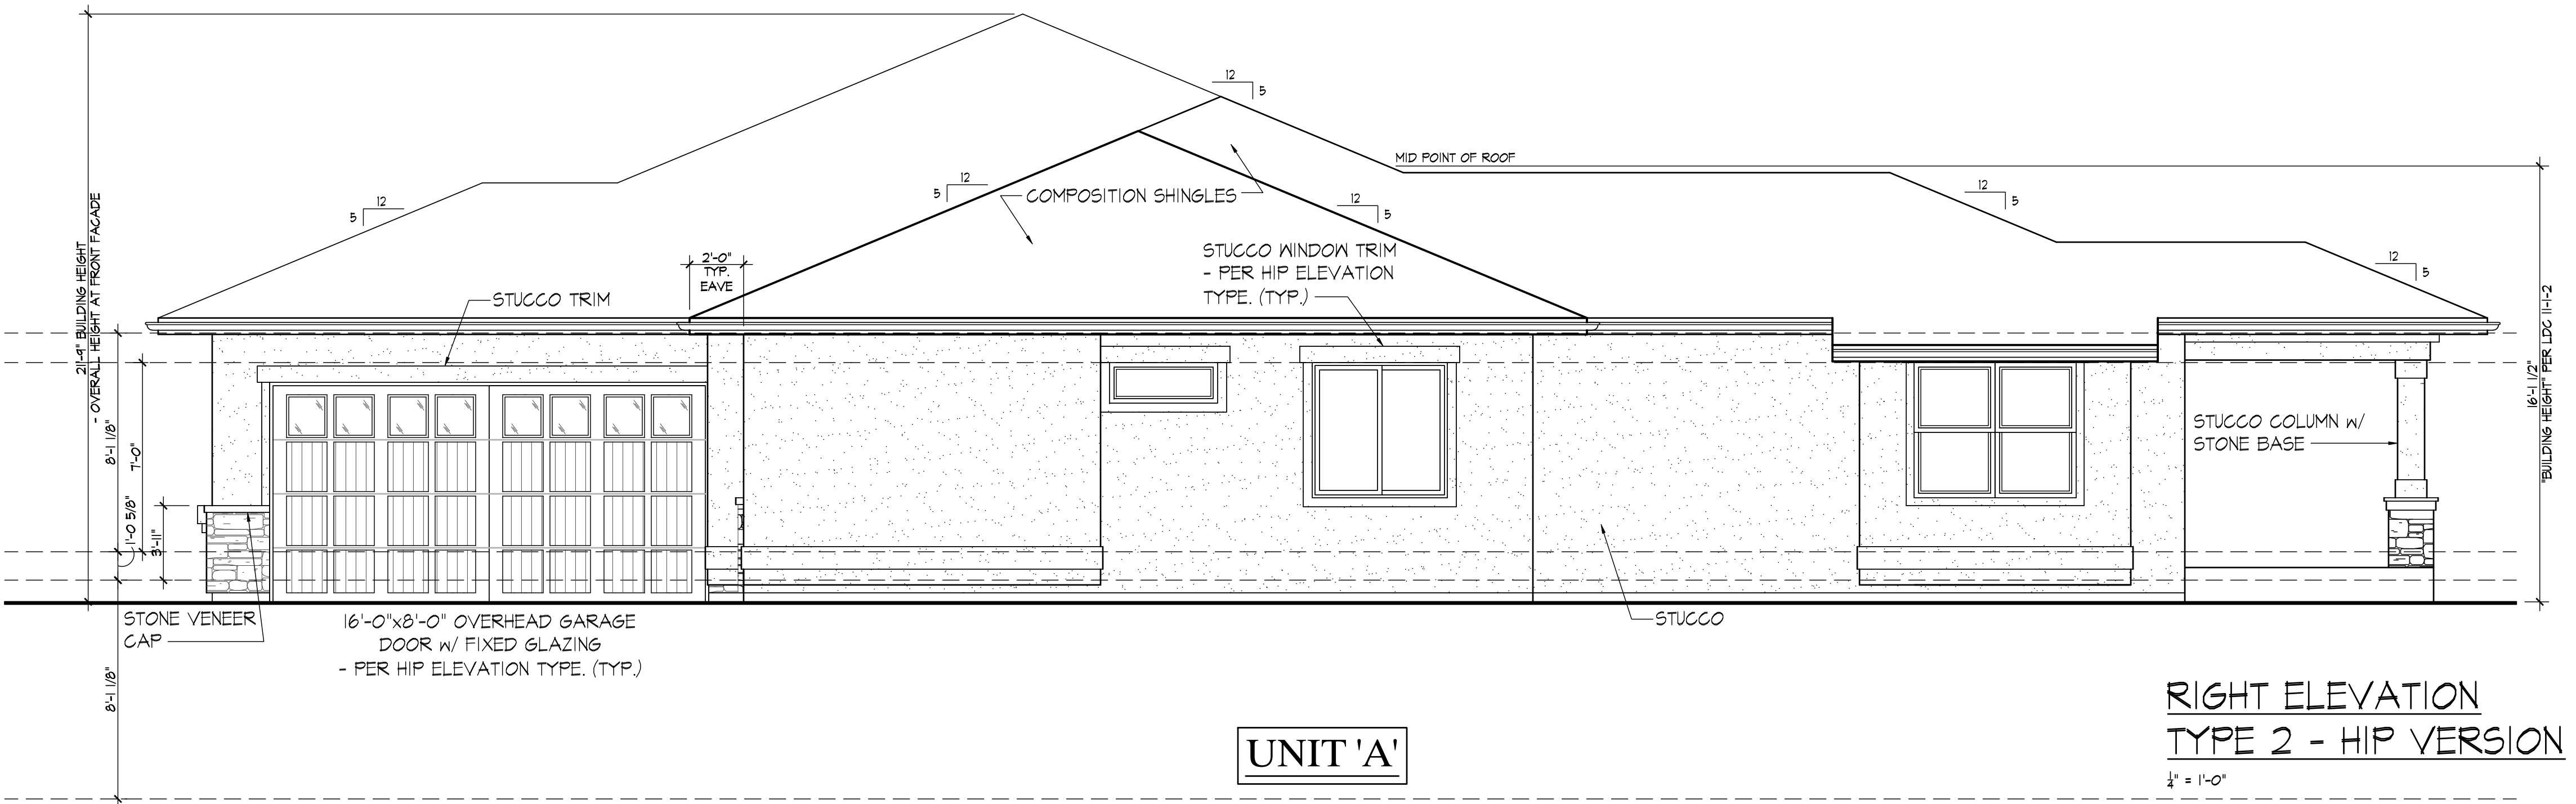 12
5
MID POINT OF ROOF
12
5
COMPOSITION SHINGLES
12
5
12
5
12
5
12
5
STUCCO WINDOW TRIM
- PER HIP ELEVATION
TYPE. (TYP.)
2'-0"
TYP.
EAVE
STUCCO TRIM
21'-9" BUILDING HEIGHT
- OVERALL HEIGHT AT FRONT FACADE
8'-1 1/8"
7'-0"
1'-0 5/8"
3'-11"
16'-1 1/2"
"BUILDING HEIGHT" PER LDC 11-1-2
STUCCO COLUMN W/
STONE BASE
STONE VENEER
CAP
16'-0"x8'-0" OVERHEAD GARAGE
DOOR W/ FIXED GLAZING
- PER HIP ELEVATION TYPE. (TYP.)
STUCCO
8'-1 1/8"
UNIT 'A'
RIGHT ELEVATION
TYPE 2 - HIP VERSION
1/4" = 1'-0"